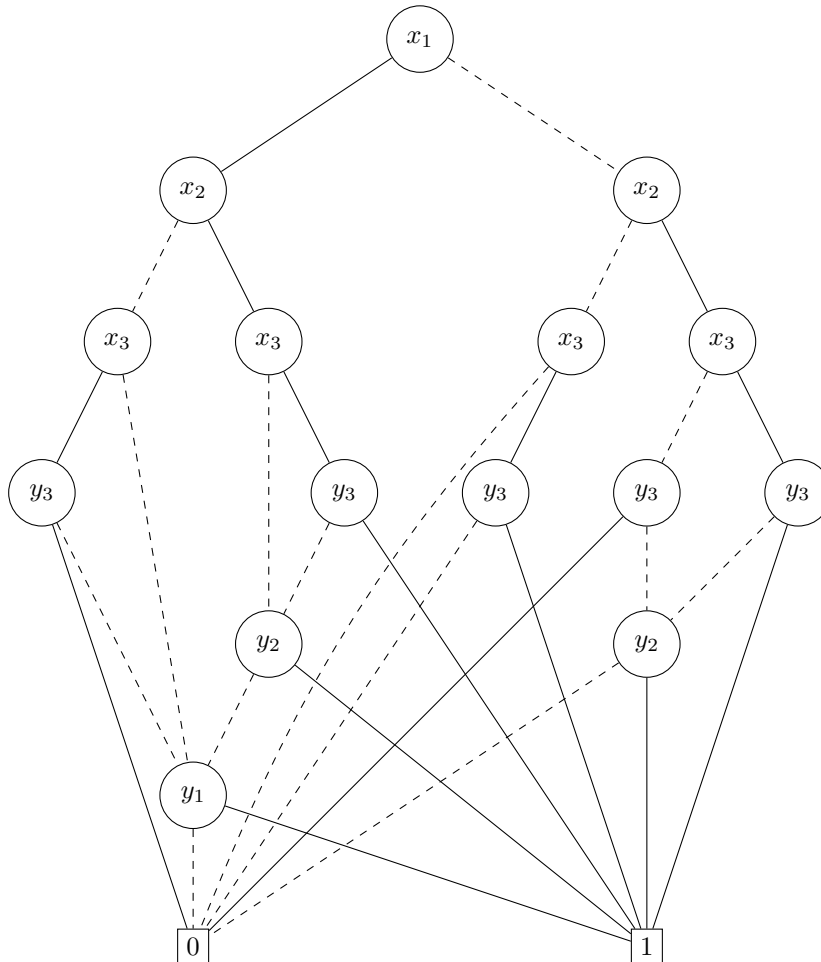 x₁
x₂ x₂
x₃ x₃ x₃ x₃
y₃ y₃ y₃ y₃ y₃
y₂ y₂
y₁
0 1